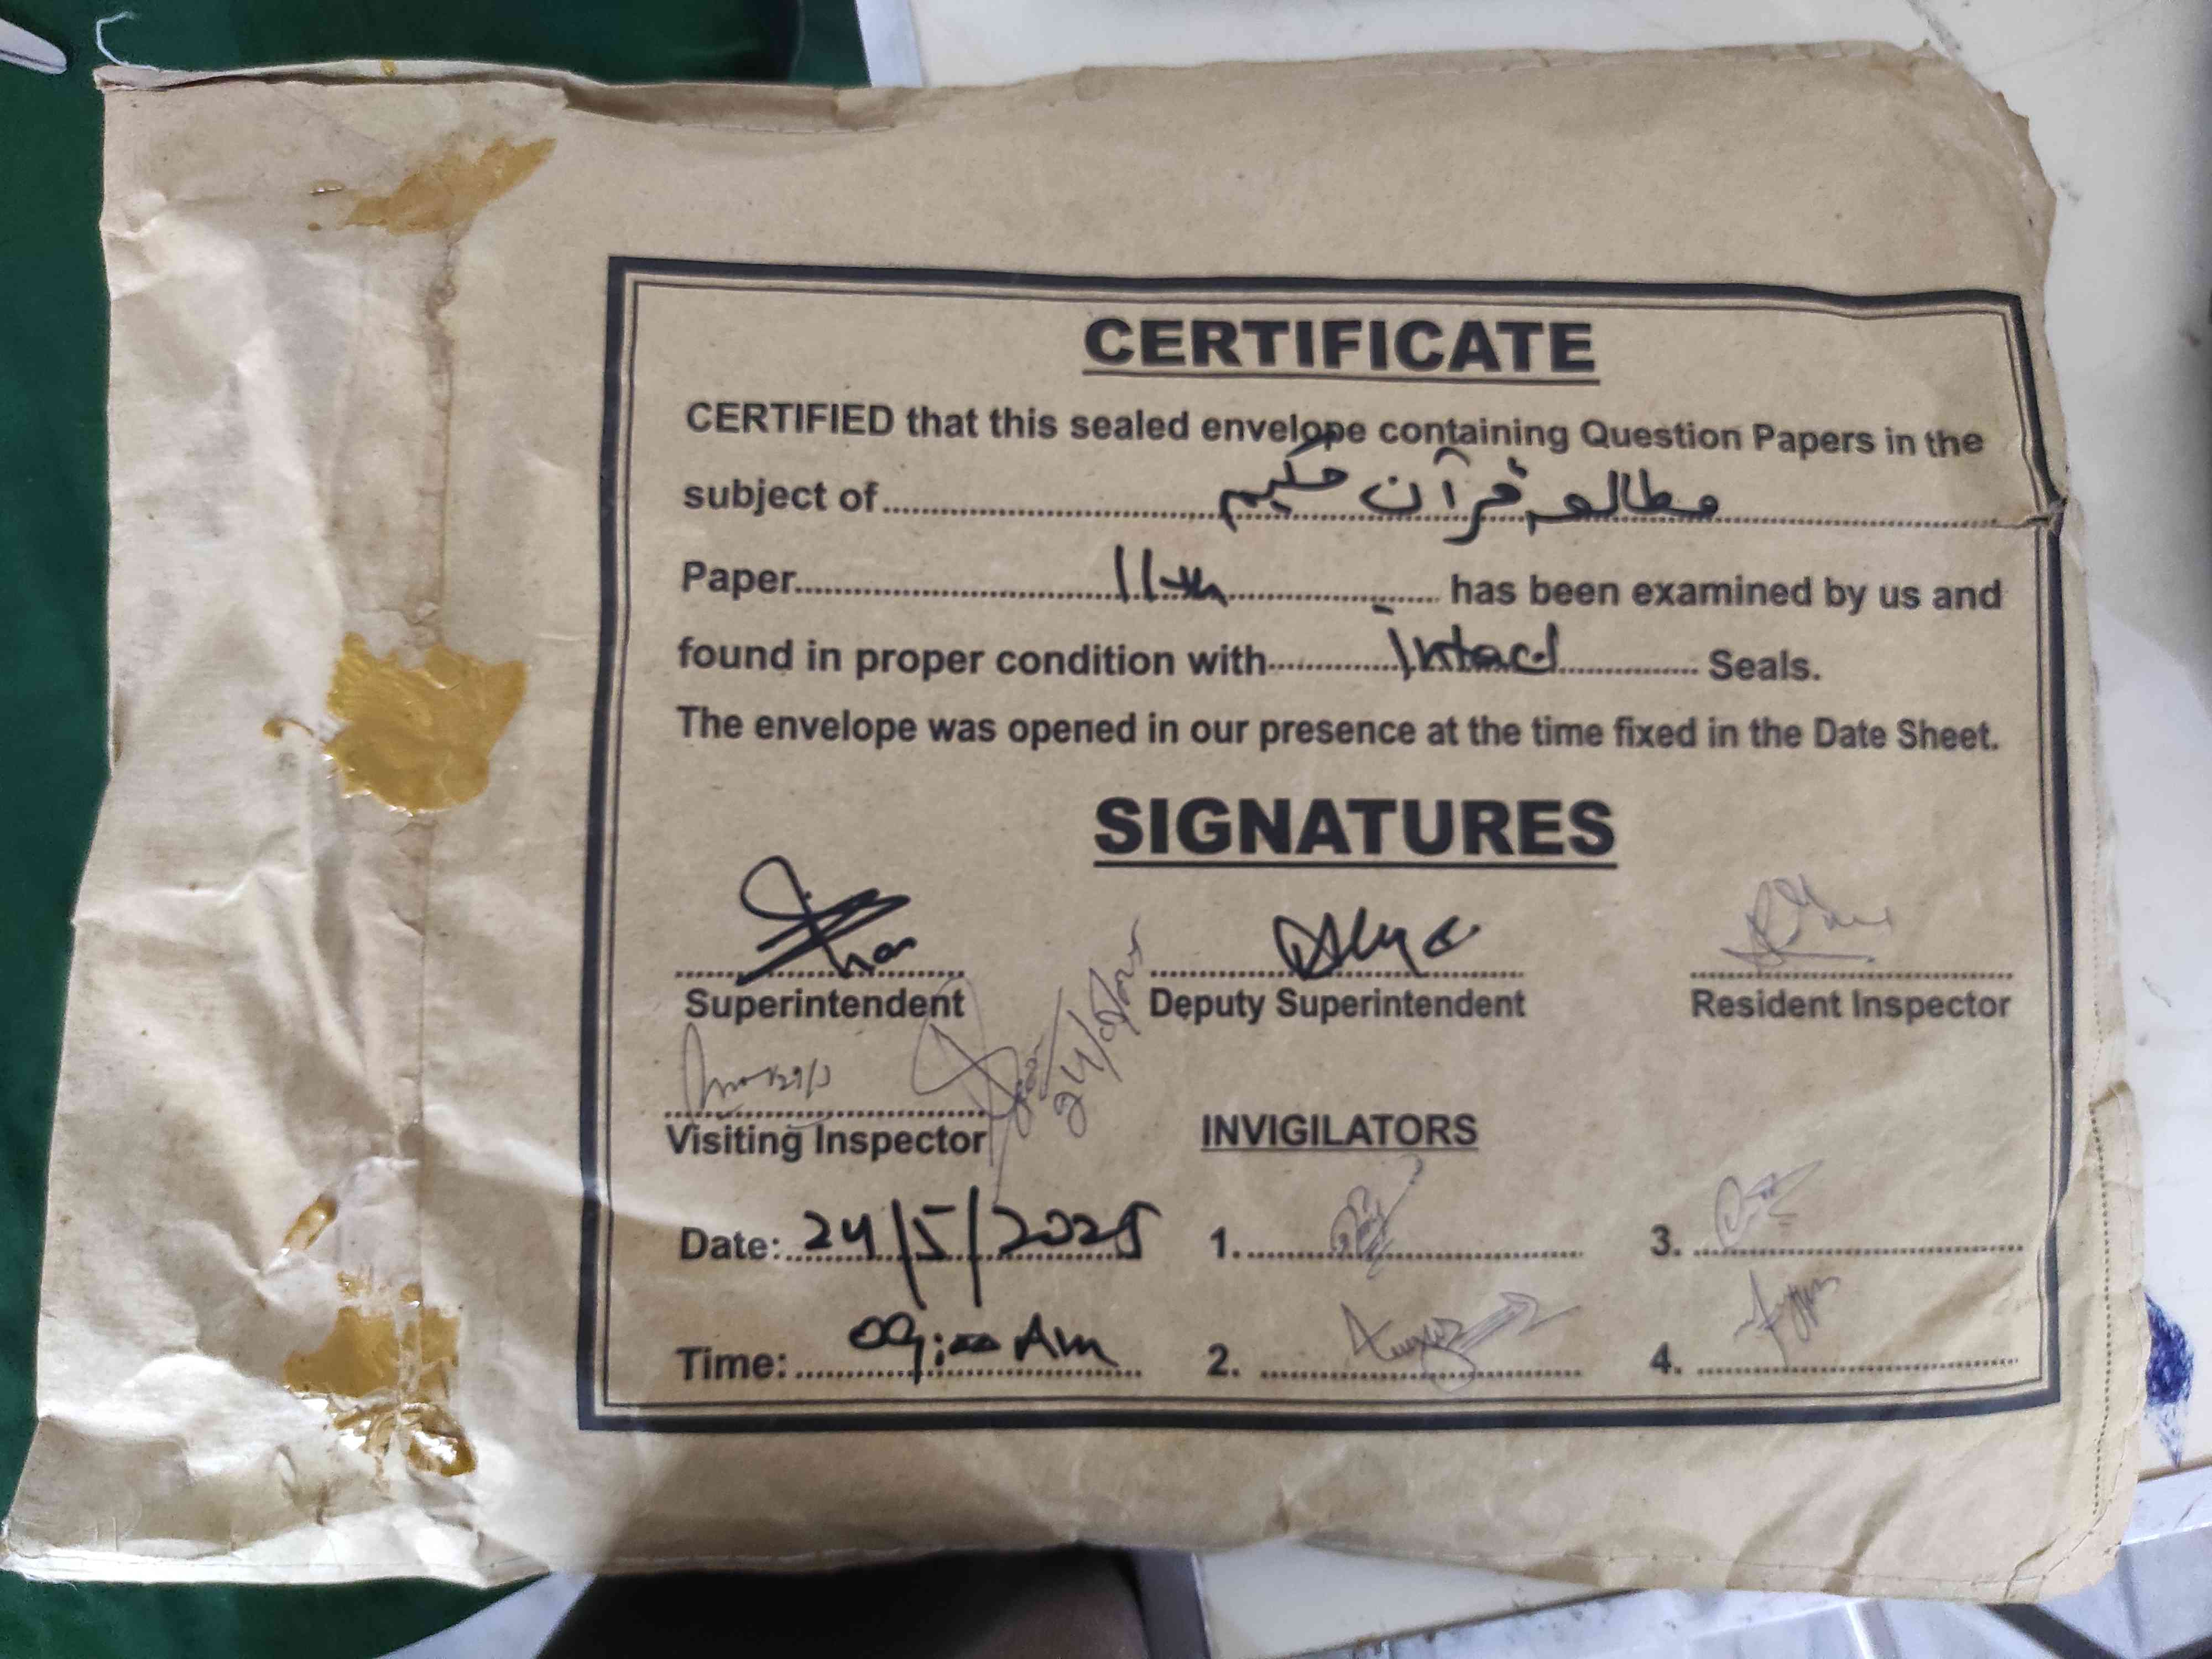 CERTIFICATE
CERTIFIED that this sealed envelope containing Question Papers in the
subject of مطالعہ قرآن حکیم
Paper 11th has been examined by us and
found in proper condition with Intact Seals.
The envelope was opened in our presence at the time fixed in the Date Sheet.
SIGNATURES
Superintendent Deputy Superintendent Resident Inspector
Visiting Inspector INVIGILATORS
Date: 24/5/2025 1. 3.
Time: 09:00 Am 2. 4.